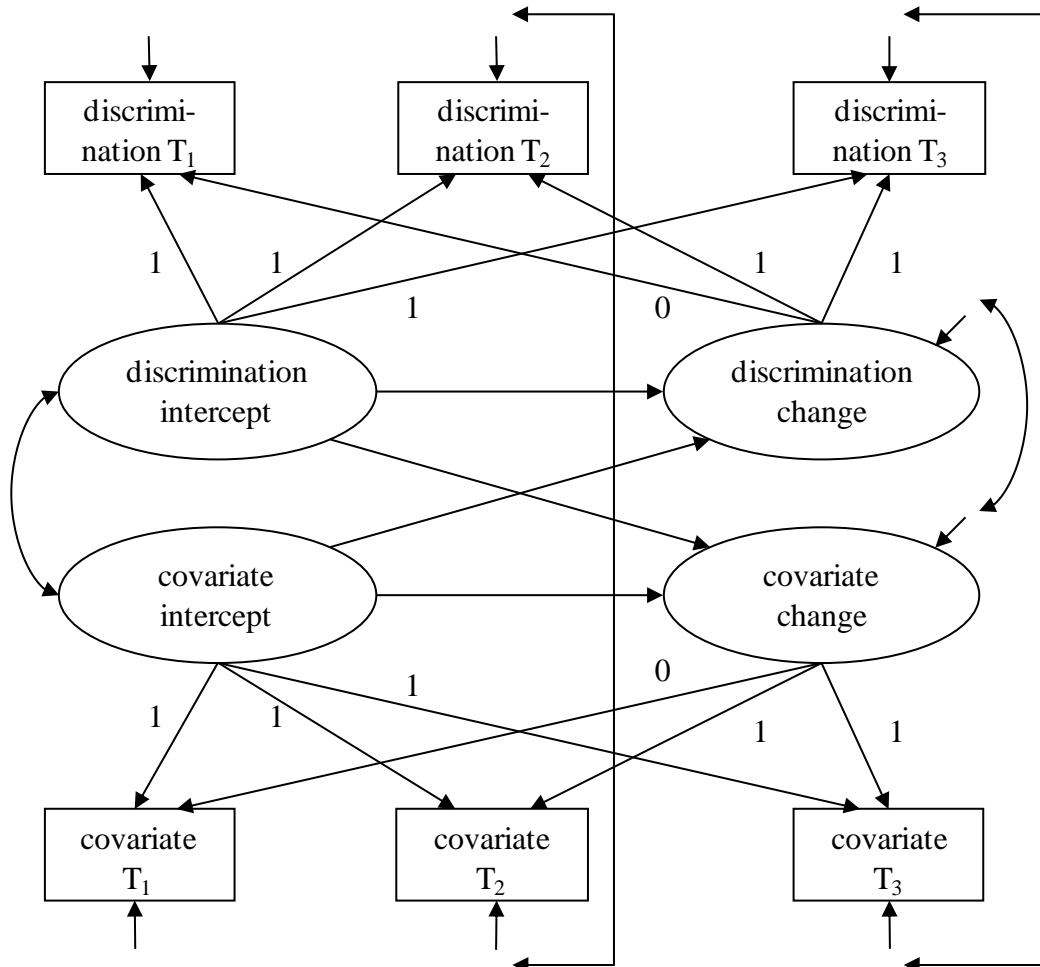 discrimi-
nation T₁
discrimi-
nation T₂
discrimi-
nation T₃
1
1
1
1
1
0
discrimination
intercept
discrimination
change
covariate
intercept
covariate
change
1
0
1
1
1
1
covariate
T₁
covariate
T₂
covariate
T₃